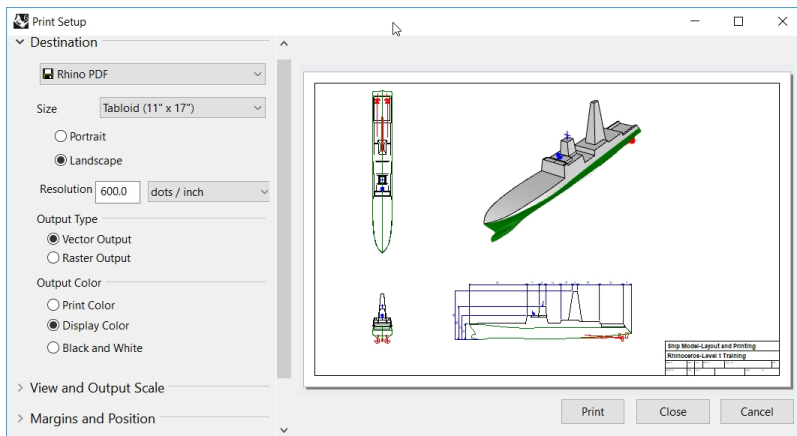 Print Setup
Destination
Rhino PDF
Size
Tabloid (11" x 17")
Portrait
Landscape
Resolution
600.0
dots / inch
Output Type
Vector Output
Raster Output
Output Color
Print Color
Display Color
Black and White
View and Output Scale
Margins and Position
Ship Model-Layout and Printing
Rhinoceros-Level 1 Training
Print
Close
Cancel